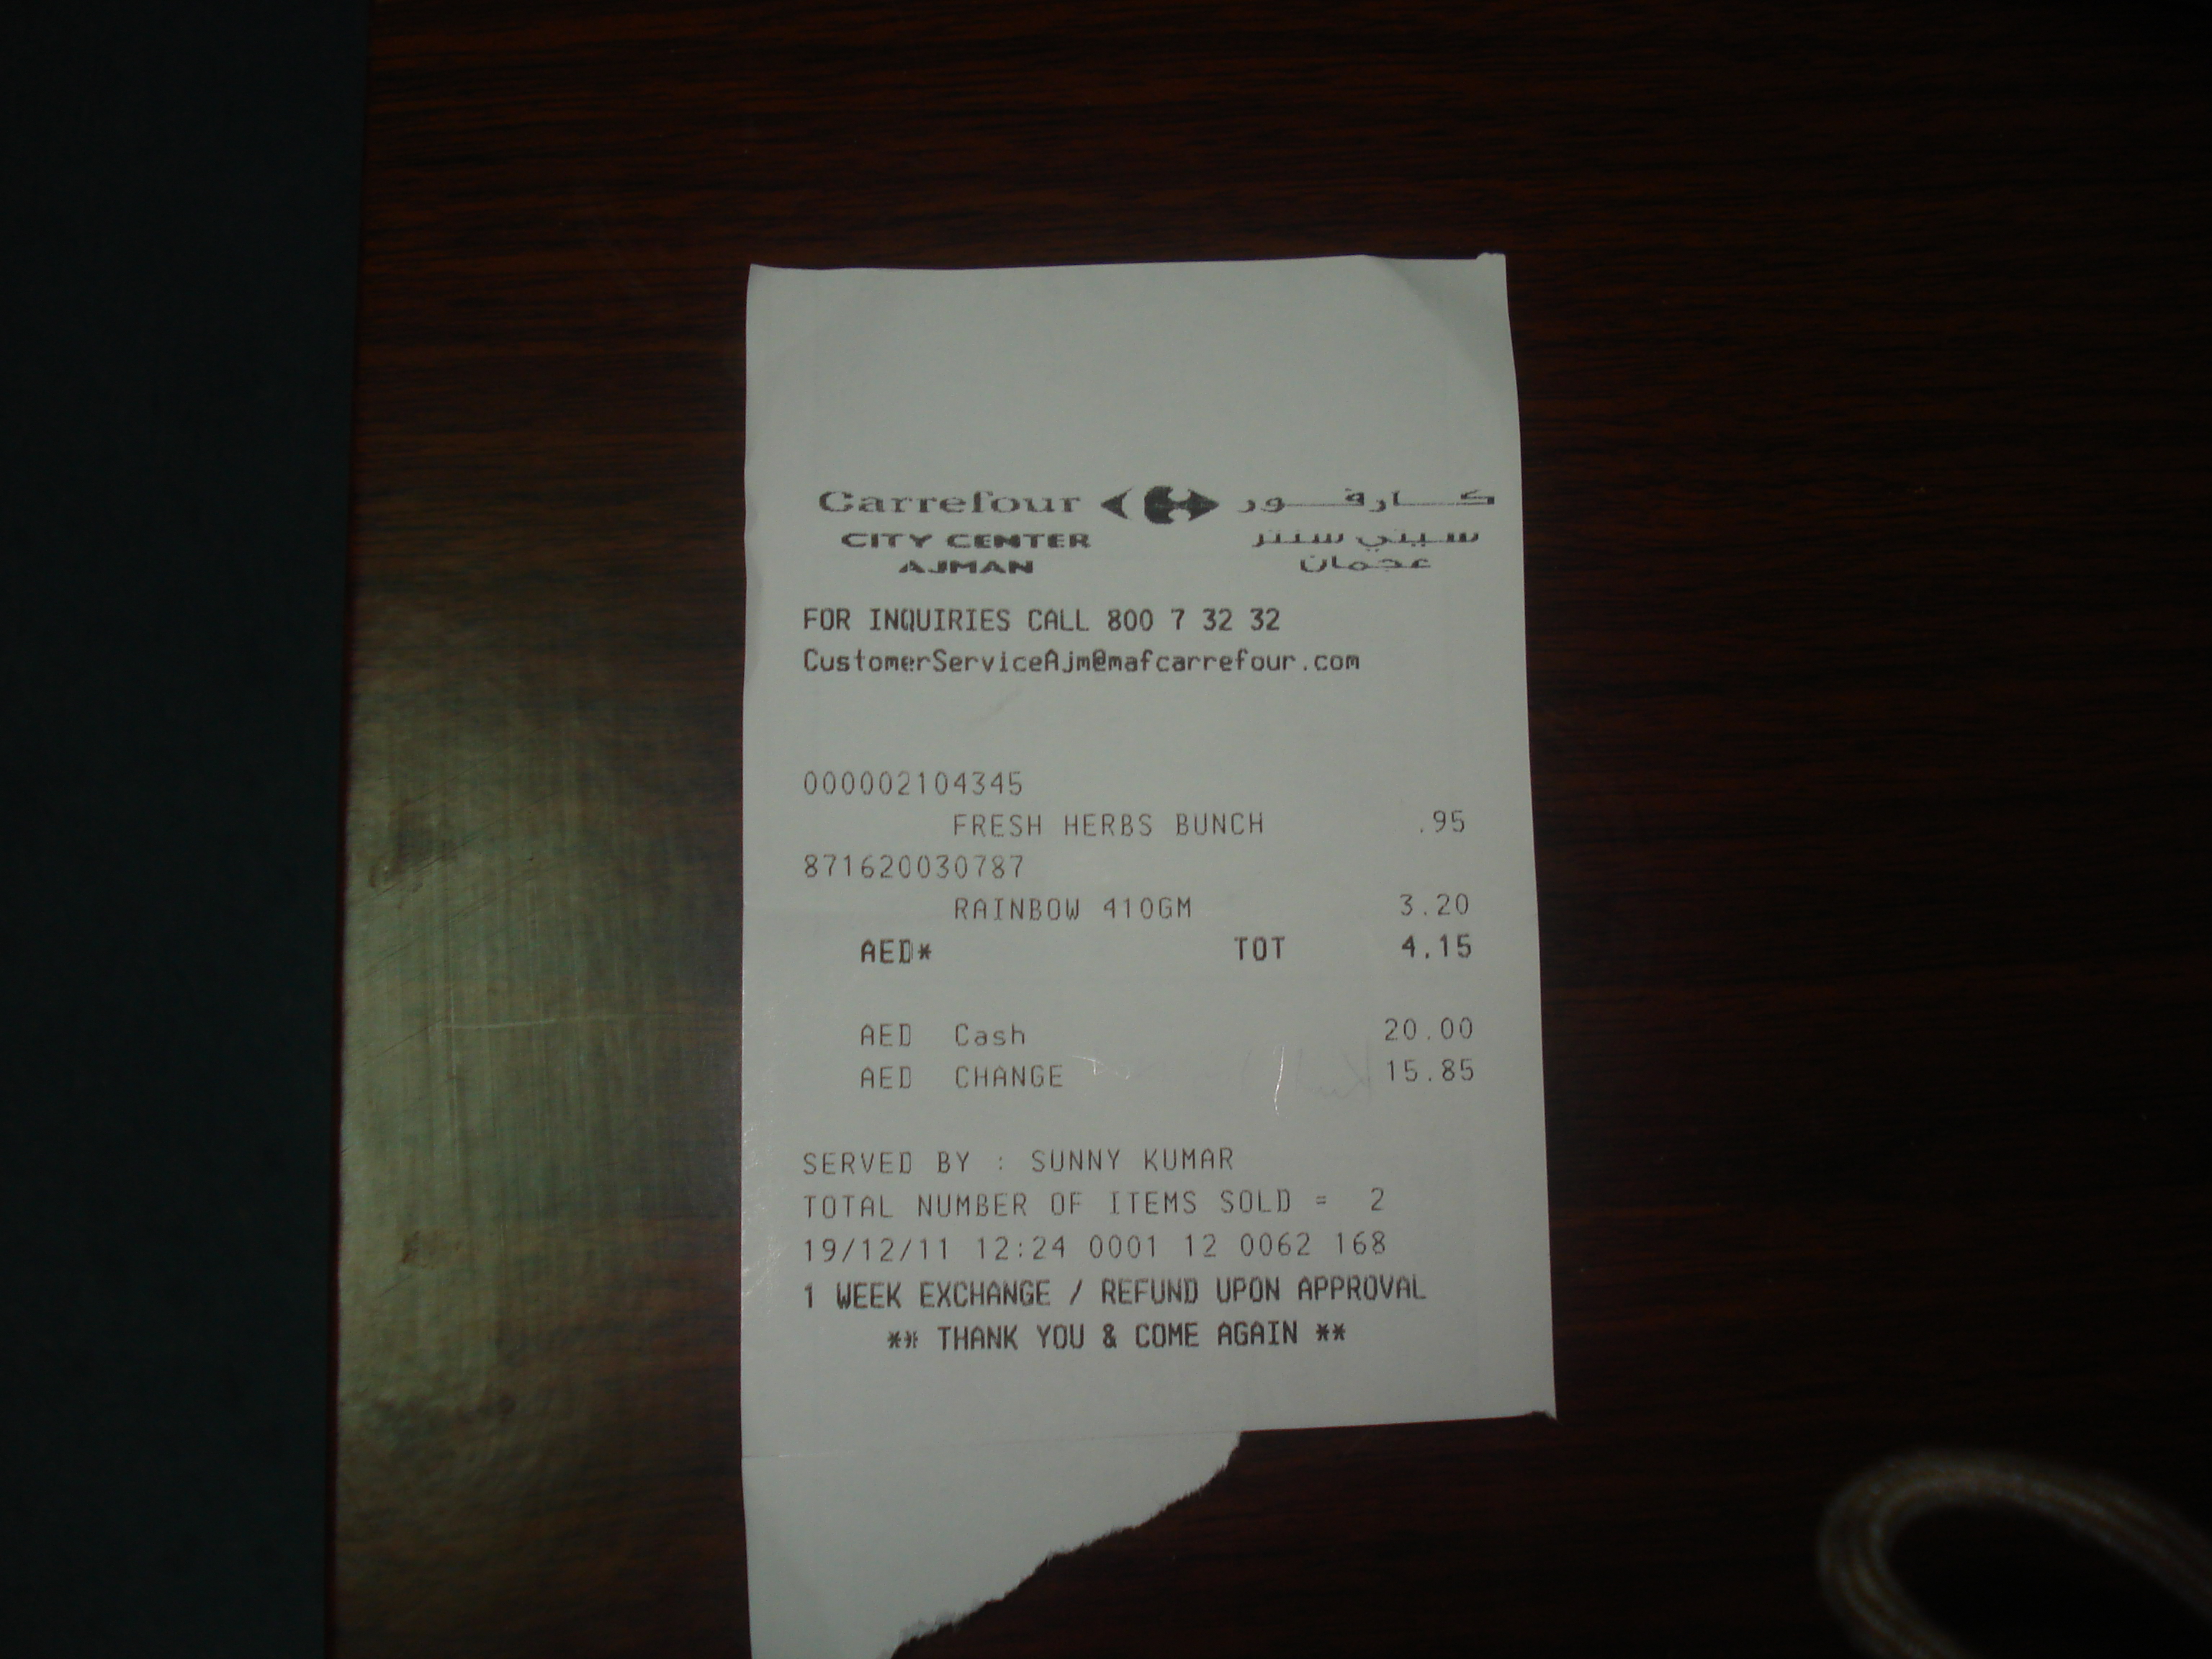 Carrefour كارفور
CITY CENTER سيتي سنتر
AJMAN عجمان
FOR INQUIRIES CALL 800 7 32 32
CustomerServiceAjm@mafcarrefour.com
000002104345
FRESH HERBS BUNCH .95
871620030787
RAINBOW 410GM 3.20
AED* TOT 4.15
AED Cash 20.00
AED CHANGE 15.85
SERVED BY : SUNNY KUMAR
TOTAL NUMBER OF ITEMS SOLD = 2
19/12/11 12:24 0001 12 0062 168
1 WEEK EXCHANGE / REFUND UPON APPROVAL
** THANK YOU & COME AGAIN **